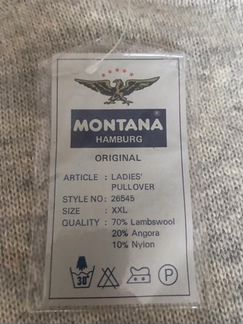 MONTANA®
HAMBURG
ORIGINAL
ARTICLE : LADIES'
PULLOVER
STYLE NO: 26545
SIZE : XXL
QUALITY : 70% Lambswool
20% Angora
10% Nylon
30°
P